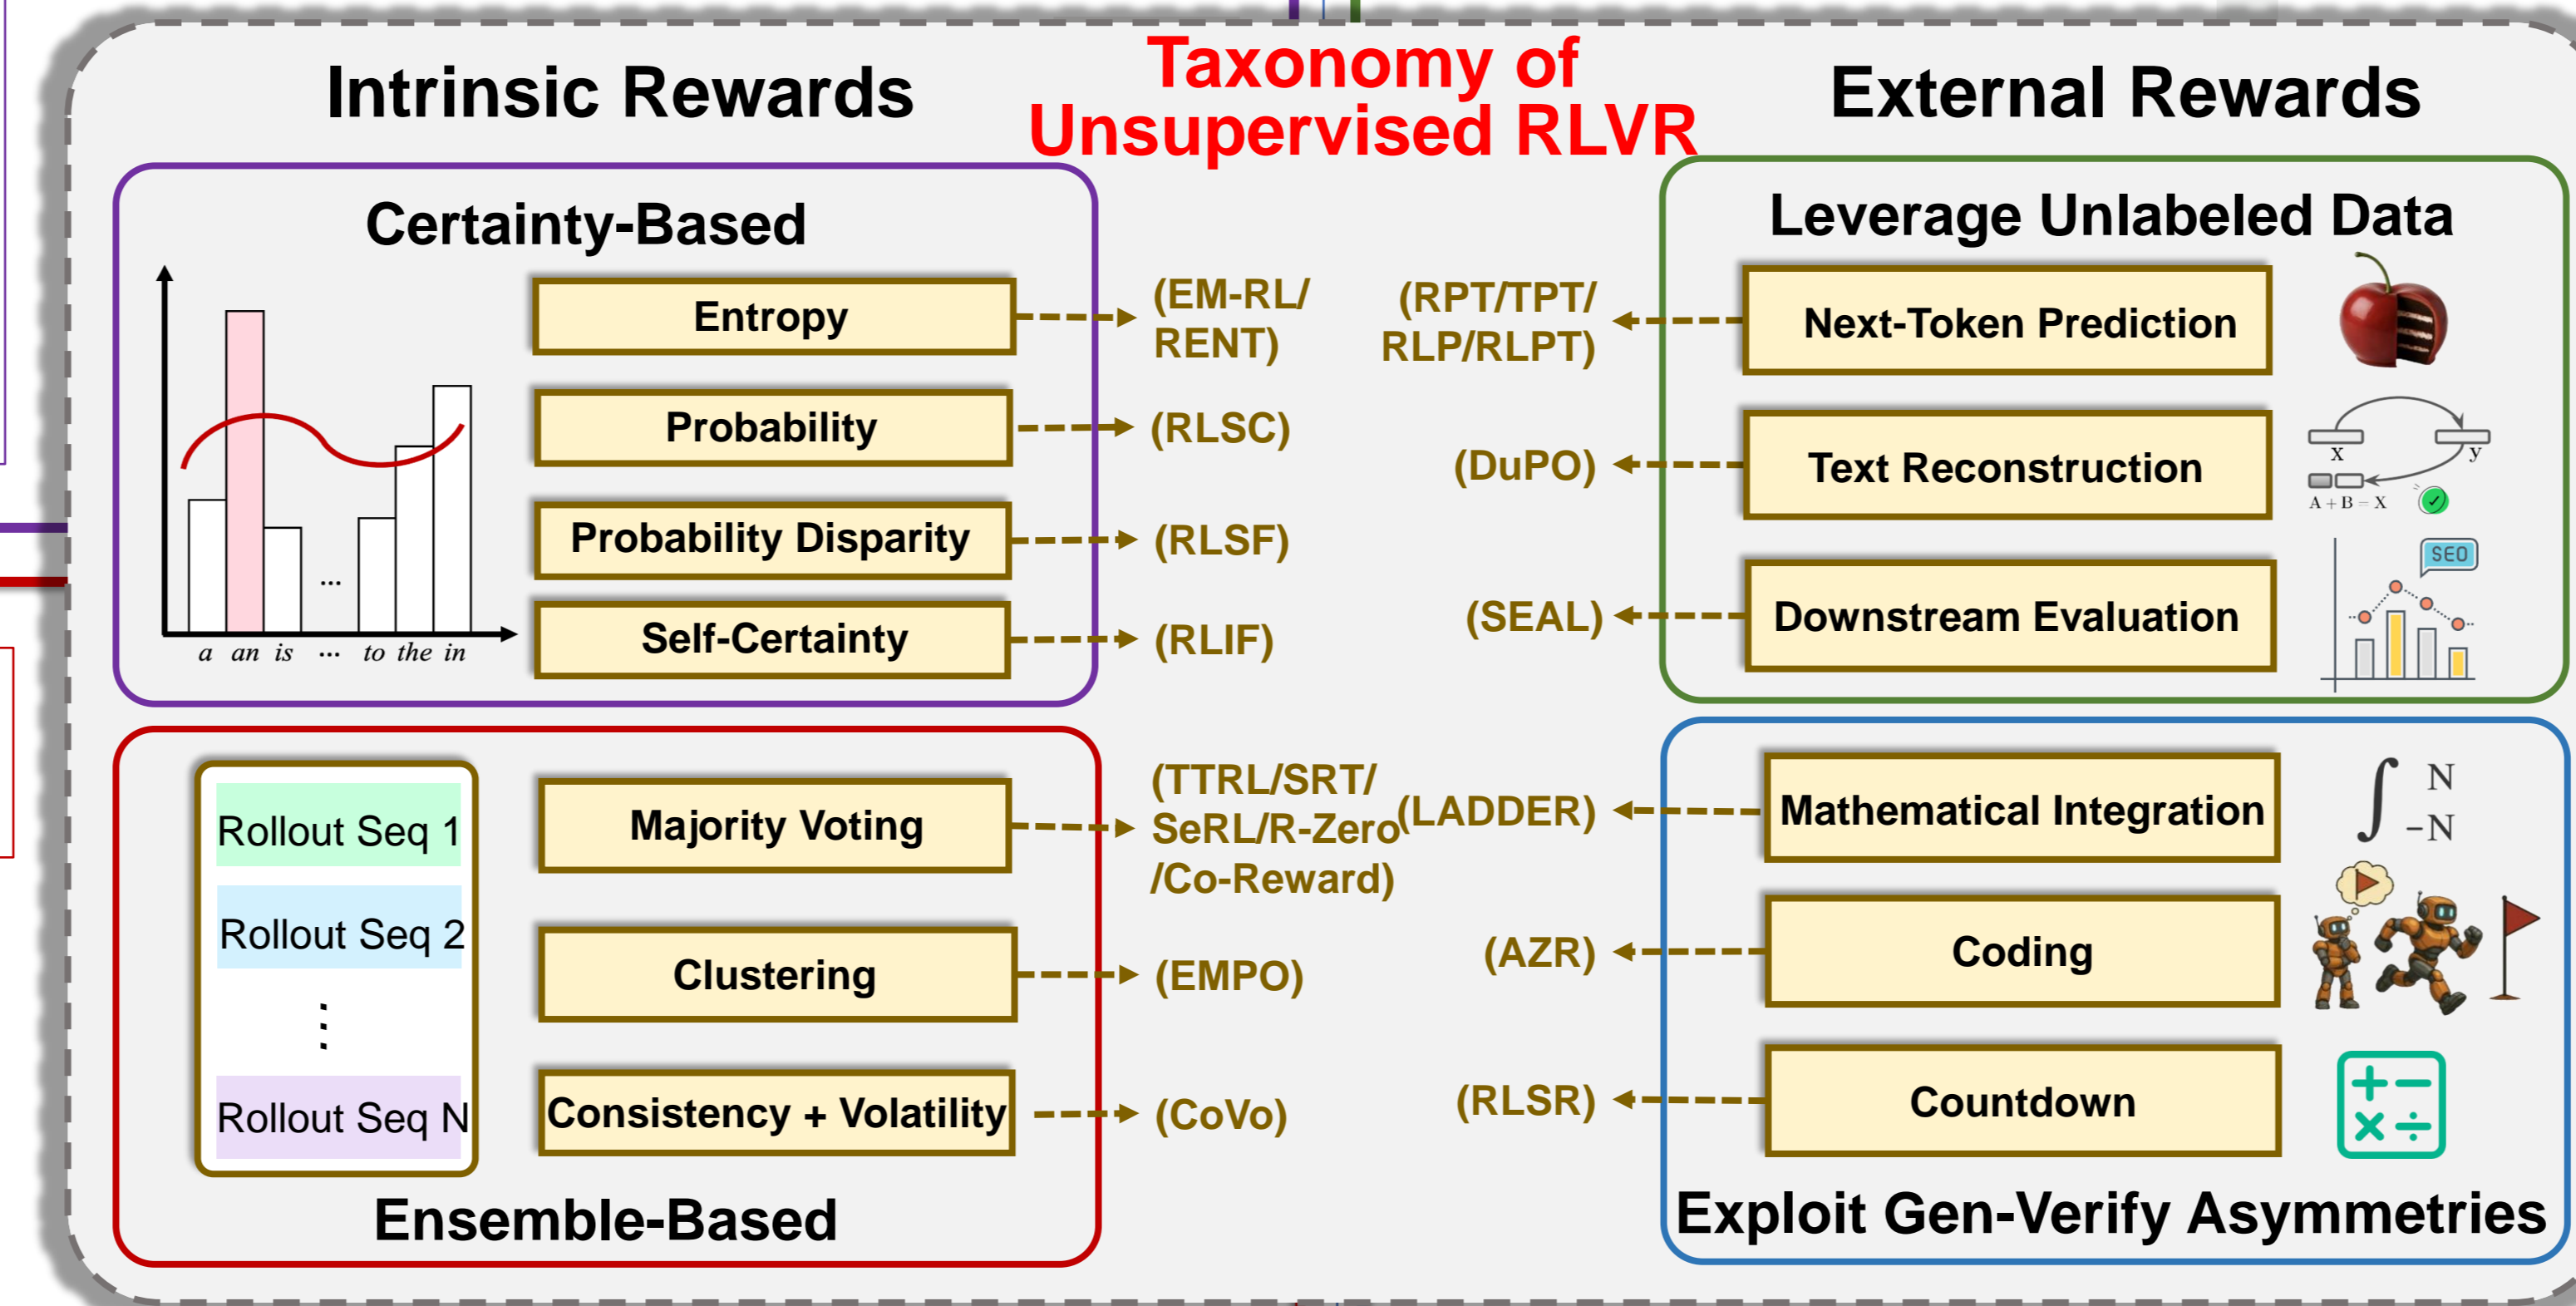 Intrinsic Rewards
Taxonomy of
Unsupervised RLVR
External Rewards
Certainty-Based
a an is ... to the in
...
Entropy
(EM-RL/
RENT)
Probability
(RLSC)
Probability Disparity
(RLSF)
Self-Certainty
(RLIF)
Leverage Unlabeled Data
(RPT/TPT/
RLP/RLPT)
Next-Token Prediction
(DuPO)
Text Reconstruction
x
y
A + B = X
(SEAL)
Downstream Evaluation
SEO
Rollout Seq 1
Rollout Seq 2
⋮
Rollout Seq N
Majority Voting
(TTRL/SRT/
SeRL/R-Zero
/Co-Reward)
Clustering
(EMPO)
Consistency + Volatility
(CoVo)
Ensemble-Based
(LADDER)
Mathematical Integration
∫ N
-N
(AZR)
Coding
(RLSR)
Countdown
+ −
× ÷
Exploit Gen-Verify Asymmetries